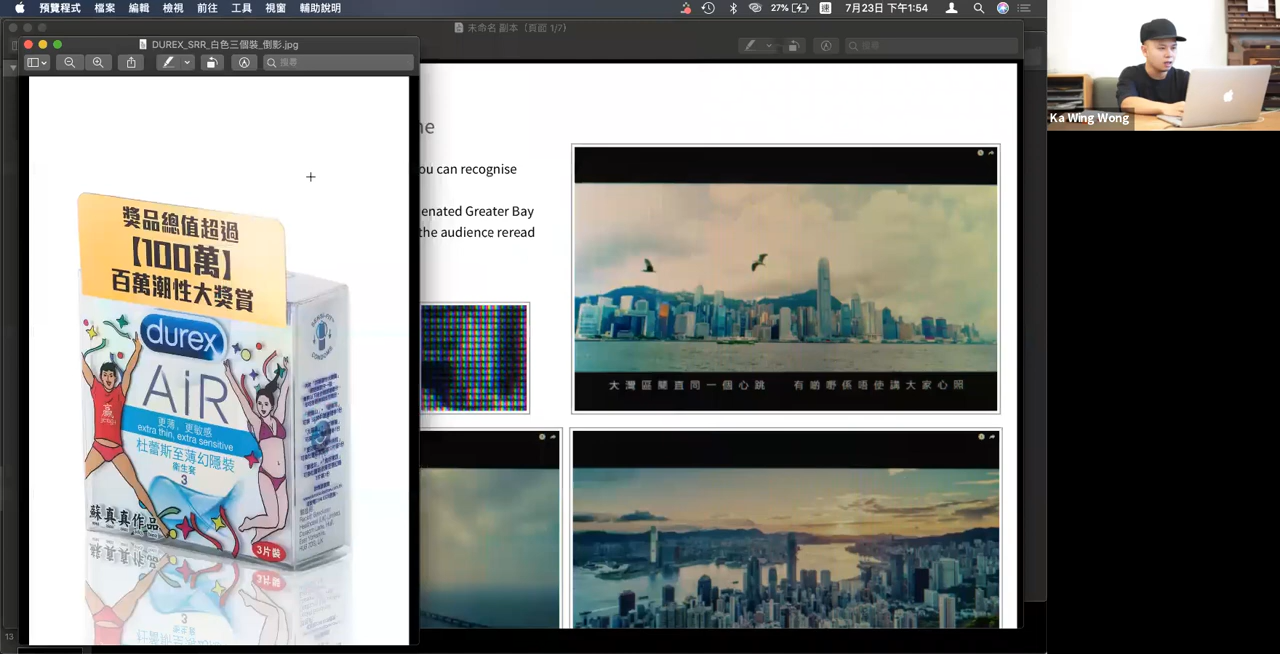 預覽程式 檔案 編輯 檢視 前往 工具 視窗 輔助說明
27% 7月23日 下午1:54
未命名 副本（頁節 1/7）
DUREX_SRR_白色三個裝_倒影.jpg
搜尋
搜尋
Ka Wing Wong
ne
ou can recognise
enated Greater Bay
the audience reread
獎品總值超過
【100萬】
百萬潮性大獎賞
durex
AiR
更薄，更敏感
extra thin, extra sensitive
杜蕾斯至薄幻隱裝
衛生套
3
蘇真真作品
3片裝
大灣區簡直同一個心跳 有啲嘢係唔使講大家心照
13